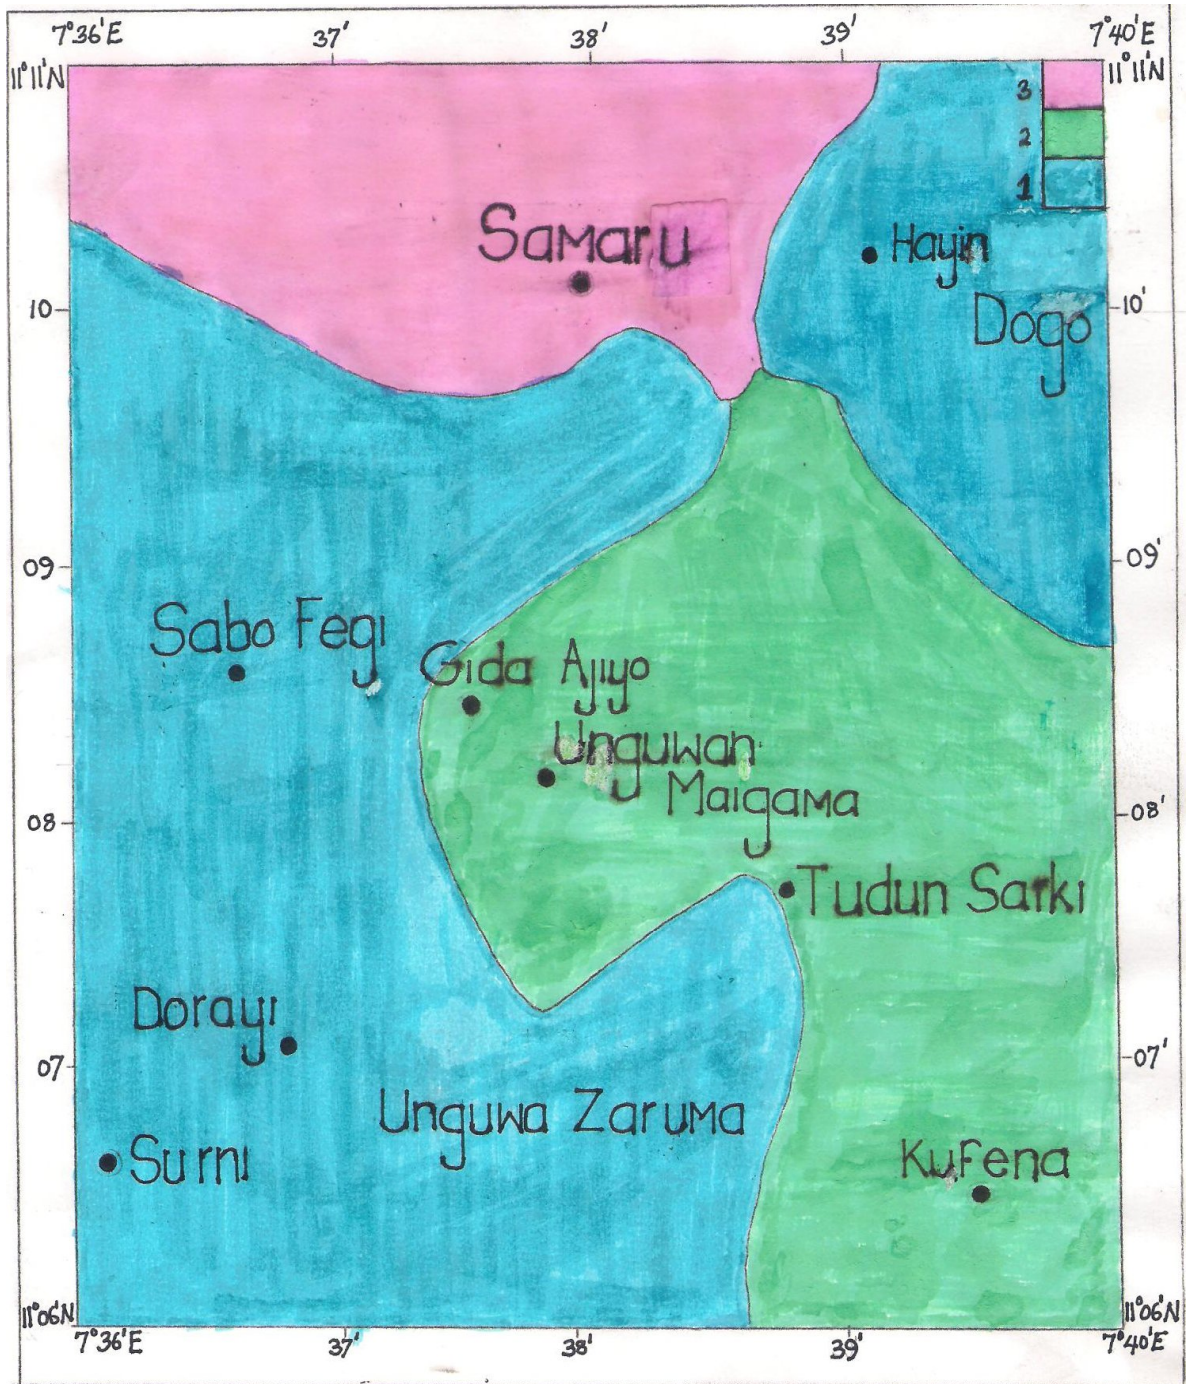 7°36'E 37' 38' 39' 7°40'E
11°11'N 11°11'N
3
2
1
Samaru
Hayin
Dogo
10 10'
09 09'
Sabo Fegi
Gida Ajiyo
Unguwan
Maigama
08 08'
Tudun Sarki
Dorayi
07 07'
Unguwa Zaruma
Surni
Kufena
11°06'N 11°06'N
7°36'E 37' 38' 39' 7°40'E